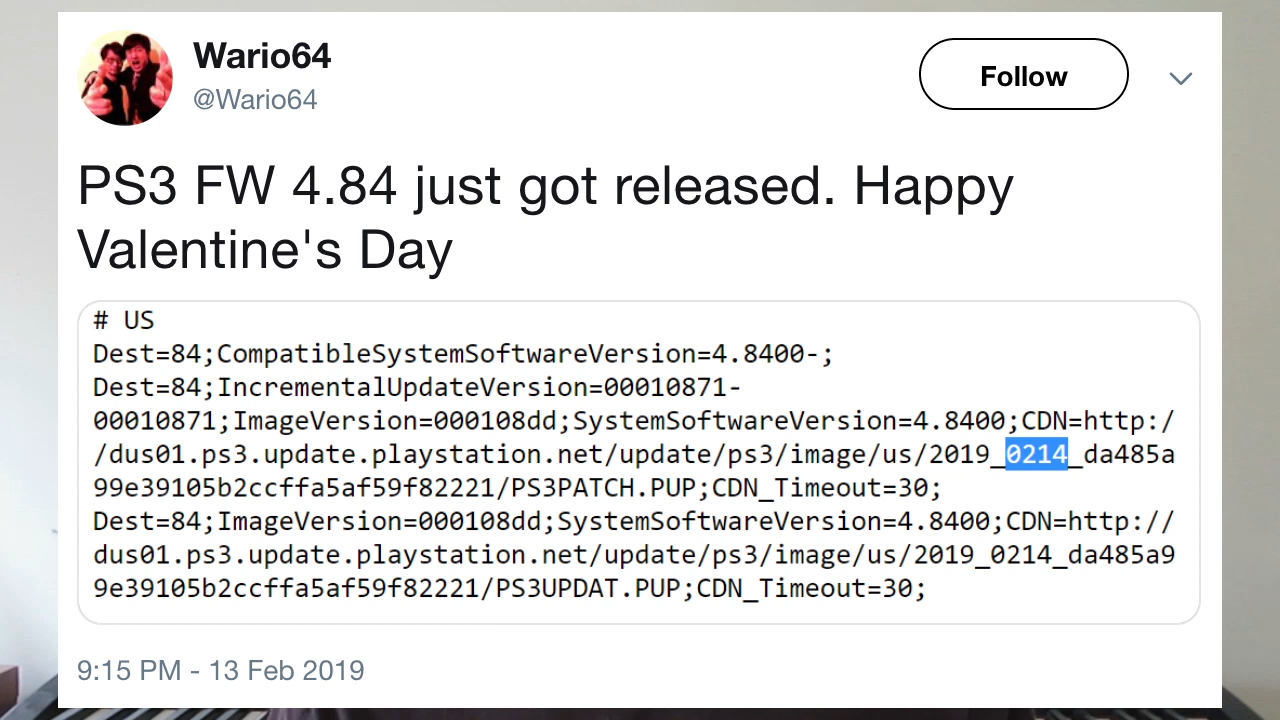 Wario64
@Wario64
Follow
PS3 FW 4.84 just got released. Happy
Valentine's Day
# US
Dest=84;CompatibleSystemSoftwareVersion=4.8400-;
Dest=84;IncrementalUpdateVersion=00010871-
00010871;ImageVersion=000108dd;SystemSoftwareVersion=4.8400;CDN=http:/
/dus01.ps3.update.playstation.net/update/ps3/image/us/2019_0214_da485a
99e39105b2ccffa5af59f82221/PS3PATCH.PUP;CDN_Timeout=30;
Dest=84;ImageVersion=000108dd;SystemSoftwareVersion=4.8400;CDN=http://
dus01.ps3.update.playstation.net/update/ps3/image/us/2019_0214_da485a9
9e39105b2ccffa5af59f82221/PS3UPDAT.PUP;CDN_Timeout=30;
9:15 PM - 13 Feb 2019